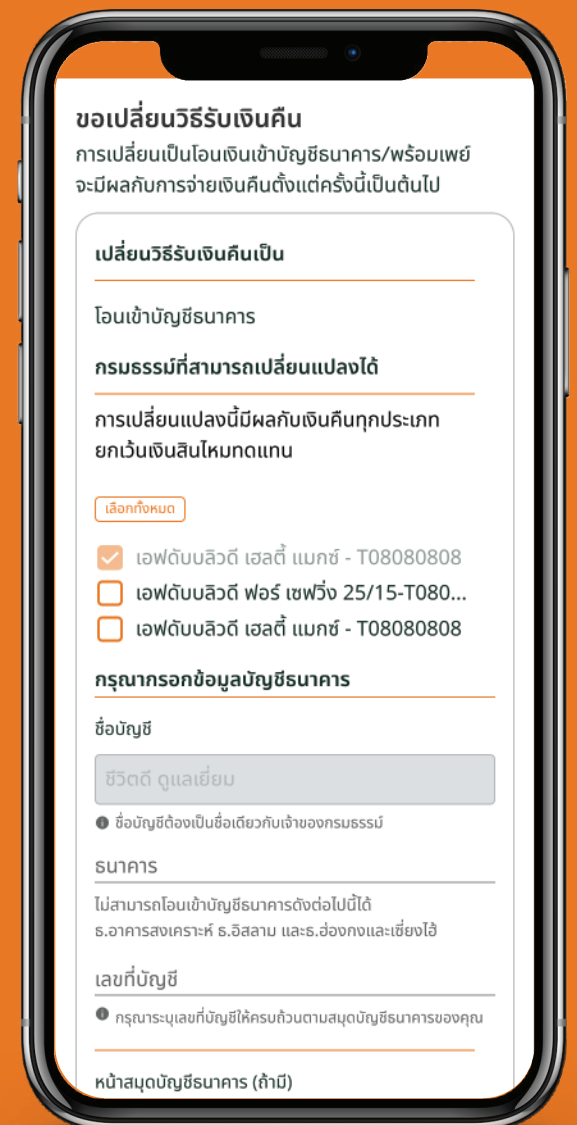 ขอเปลี่ยนวิธีรับเงินคืน
การเปลี่ยนเป็นโอนเงินเข้าบัญชีธนาคาร/พร้อมเพย์
จะมีผลกับการจ่ายเงินคืนตั้งแต่ครั้งนี้เป็นต้นไป
เปลี่ยนวิธีรับเงินคืนเป็น
โอนเข้าบัญชีธนาคาร
กรมธรรม์ที่สามารถเปลี่ยนแปลงได้
การเปลี่ยนแปลงนี้มีผลกับเงินคืนทุกประเภท
ยกเว้นเงินสินไหมทดแทน
เลือกทั้งหมด
เอฟดับบลิวดี เฮลตี้ แมกซ์ - T08080808
เอฟดับบลิวดี ฟอร์ เซฟวิ่ง 25/15-T080...
เอฟดับบลิวดี เฮลตี้ แมกซ์ - T08080808
กรุณากรอกข้อมูลบัญชีธนาคาร
ชื่อบัญชี
ชีวิตดี ดูแลเยี่ยม
ชื่อบัญชีต้องเป็นชื่อเดียวกับเจ้าของกรมธรรม์
ธนาคาร
ไม่สามารถโอนเข้าบัญชีธนาคารดังต่อไปนี้ได้
ธ.อาคารสงเคราะห์ ธ.อิสลาม และธ.ฮ่องกงและเซี่ยงไฮ้
เลขที่บัญชี
กรุณาระบุเลขที่บัญชีให้ครบถ้วนตามสมุดบัญชีธนาคารของคุณ
หน้าสมุดบัญชีธนาคาร (ถ้ามี)